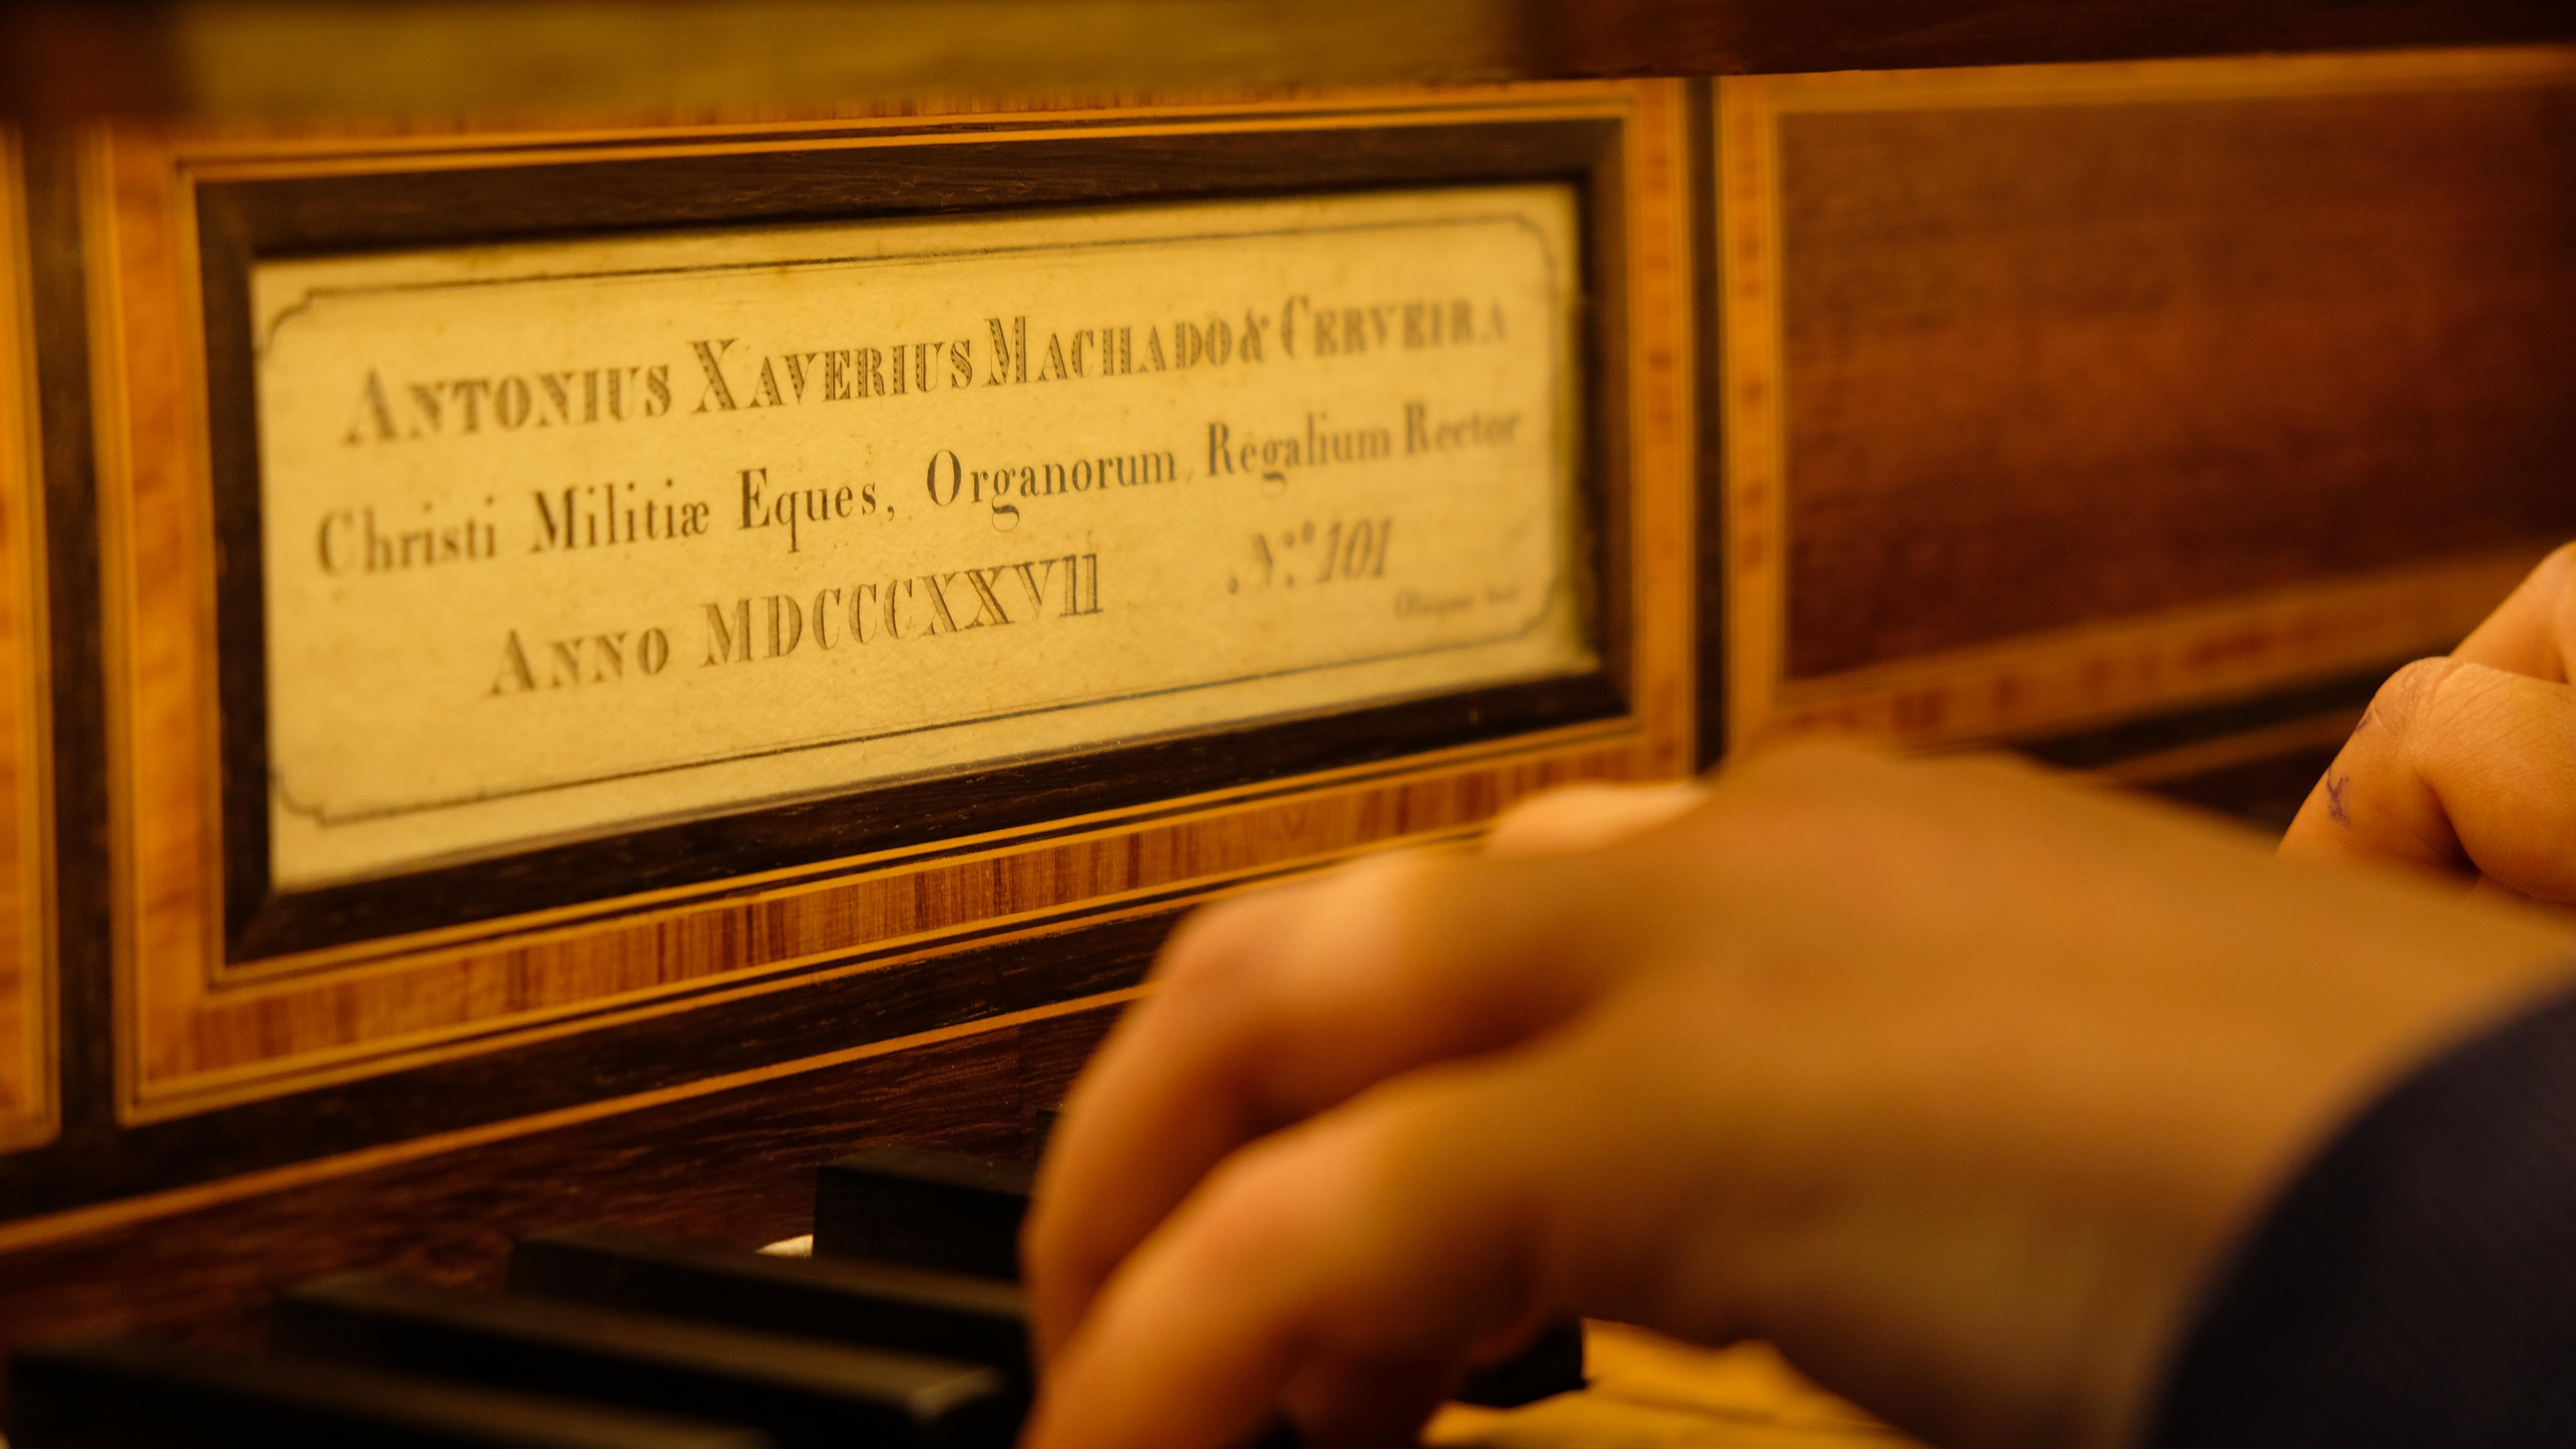 ANTONIUS XAVERIUS MACHADO & CERVEIRA
Christi Militiæ Eques, Organorum Regalium Rector
ANNO MDCCCXXVII N.º 101